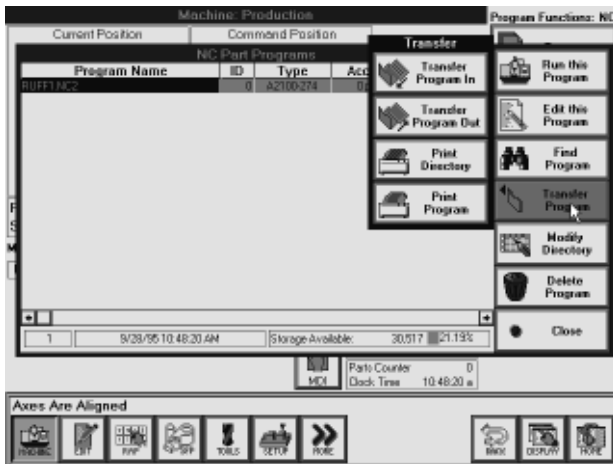 Machine: Production
Program Functions: NC
Current Position
Command Position
NC Part Programs
Program Name
ID
Type
Acc
RUFF1.NC2
0
A2100-274
Transfer
Transfer Program In
Transfer Program Out
Print Directory
Print Program
Run this Program
Edit this Program
Find Program
Transfer Program
Modify Directory
Delete Program
Close
1
9/28/95 10:48:20 AM
Storage Available:
30,517
21.19%
MDI
Parts Counter
0
Clock Time
10:48:20 a
Axes Are Aligned
MACHINE
EDIT
MAP
SFP
TOOLS
SETUP
MORE
BACK
DISPLAY
HOME